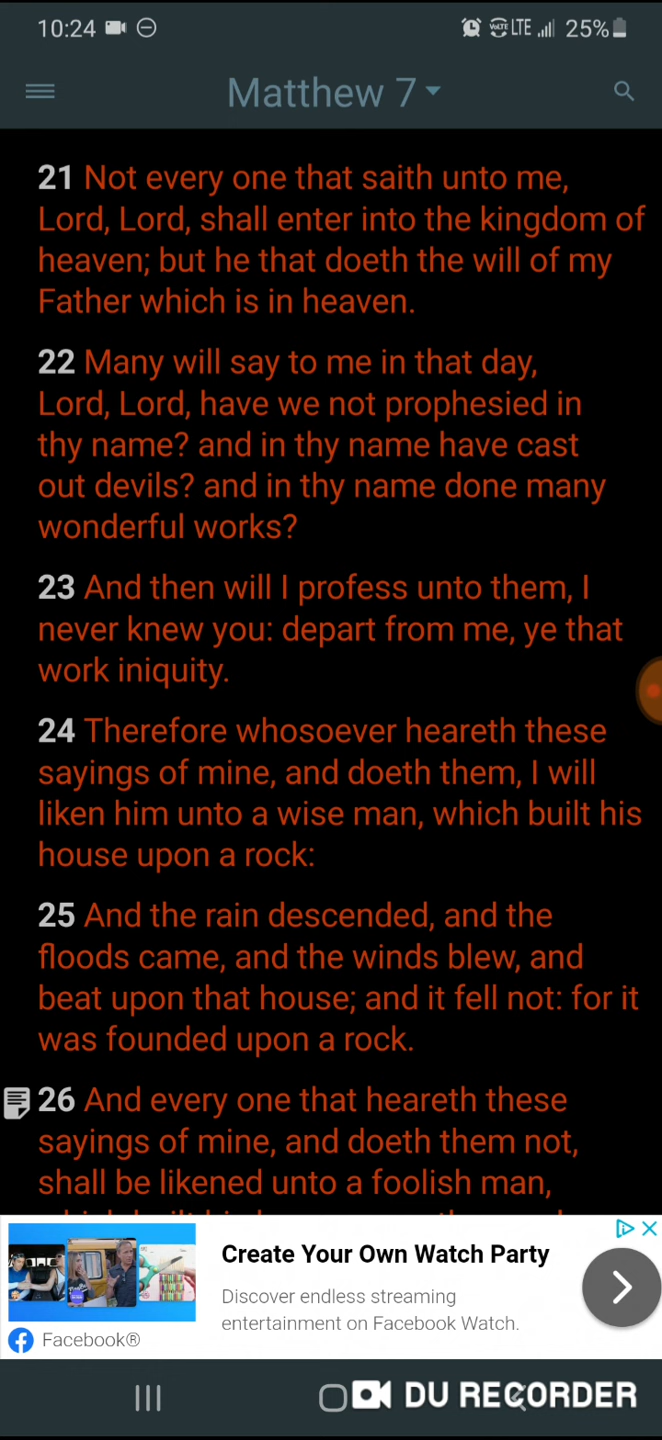 10:24 VoLTE LTE 25%
Matthew 7
21 Not every one that saith unto me,
Lord, Lord, shall enter into the kingdom of
heaven; but he that doeth the will of my
Father which is in heaven.
22 Many will say to me in that day,
Lord, Lord, have we not prophesied in
thy name? and in thy name have cast
out devils? and in thy name done many
wonderful works?
23 And then will I profess unto them, I
never knew you: depart from me, ye that
work iniquity.
24 Therefore whosoever heareth these
sayings of mine, and doeth them, I will
liken him unto a wise man, which built his
house upon a rock:
25 And the rain descended, and the
floods came, and the winds blew, and
beat upon that house; and it fell not: for it
was founded upon a rock.
26 And every one that heareth these
sayings of mine, and doeth them not,
shall be likened unto a foolish man,
Create Your Own Watch Party
Discover endless streaming
entertainment on Facebook Watch.
Facebook®
DU RECORDER